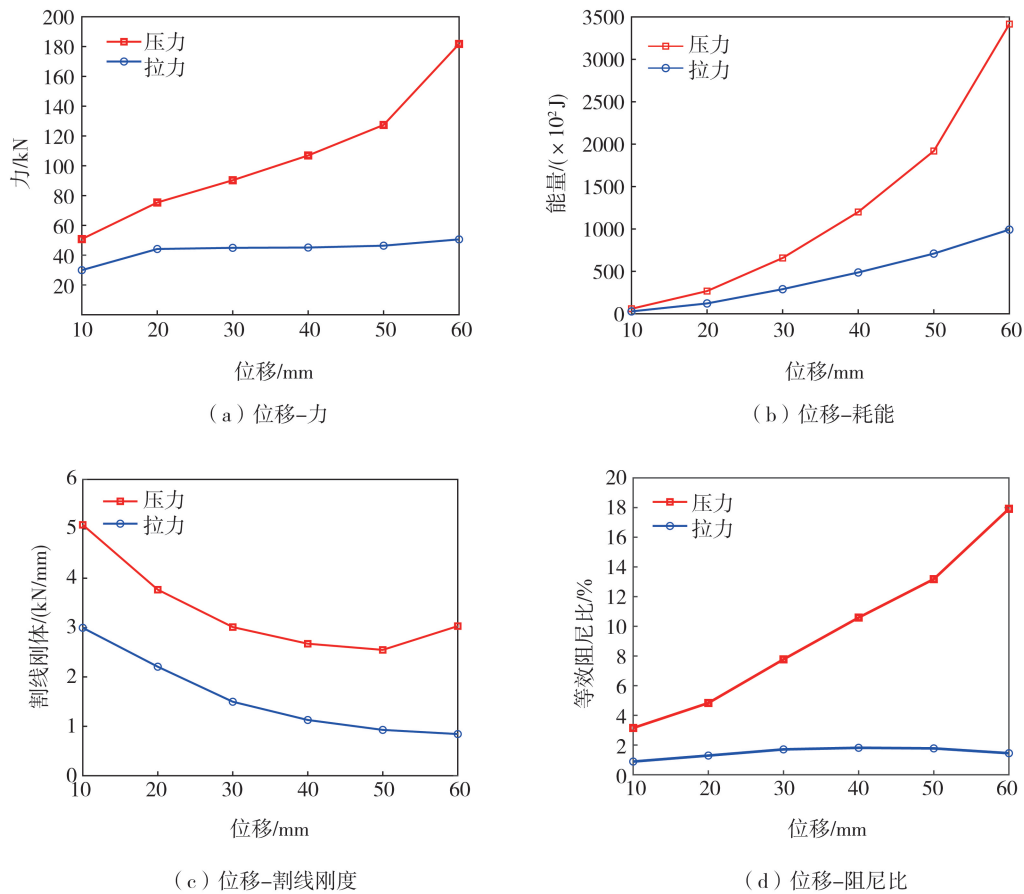 200
180
160
140
120
100
80
60
40
20
力/kN
压力
拉力
10 20 30 40 50 60
位移/mm
（a）位移–力
3500
3000
2500
2000
1500
1000
500
0
能量/(×10² J)
压力
拉力
10 20 30 40 50 60
位移/mm
（b）位移–耗能
6
5
4
3
2
1
0
割线刚体/(kN/mm)
压力
拉力
10 20 30 40 50 60
位移/mm
（c）位移–割线刚度
20
18
16
14
12
10
8
6
4
2
0
等效阻尼比/%
压力
拉力
10 20 30 40 50 60
位移/mm
（d）位移–阻尼比